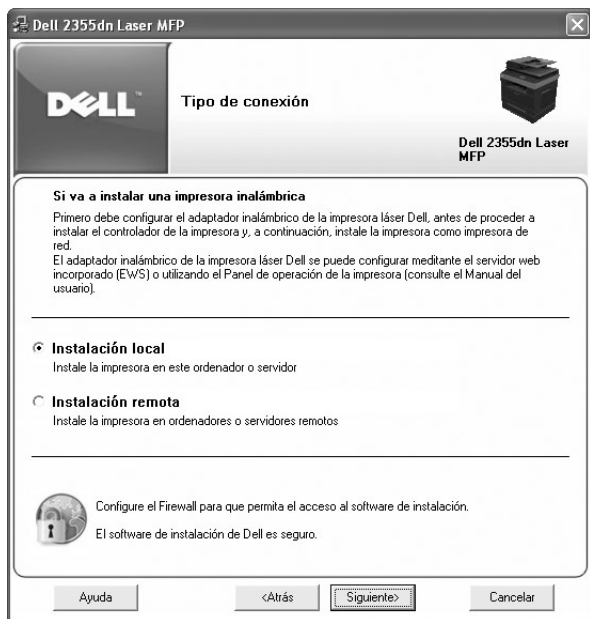 Dell 2355dn Laser MFP
DELL™
Tipo de conexión
Dell 2355dn Laser
MFP
Si va a instalar una impresora inalámbrica
Primero debe configurar el adaptador inalámbrico de la impresora láser Dell, antes de proceder a
instalar el controlador de la impresora y, a continuación, instale la impresora como impresora de
red.
El adaptador inalámbrico de la impresora láser Dell se puede configurar meditante el servidor web
incorporado (EWS) o utilizando el Panel de operación de la impresora (consulte el Manual del
usuario).
Instalación local
Instale la impresora en este ordenador o servidor
Instalación remota
Instale la impresora en ordenadores o servidores remotos
Configure el Firewall para que permita el acceso al software de instalación.
El software de instalación de Dell es seguro.
Ayuda
<Atrás
Siguiente>
Cancelar